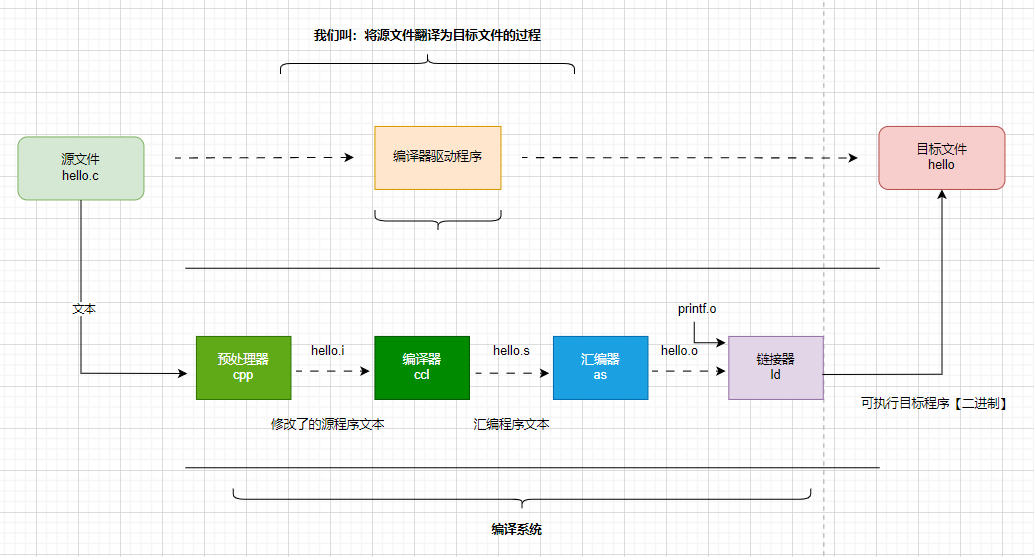 我们叫：将源文件翻译为目标文件的过程
源文件
hello.c
编译器驱动程序
目标文件
hello
文本
printf.o
hello.i
hello.s
hello.o
预处理器
cpp
编译器
ccl
汇编器
as
链接器
ld
修改了的源程序文本
汇编程序文本
可执行目标程序【二进制】
编译系统